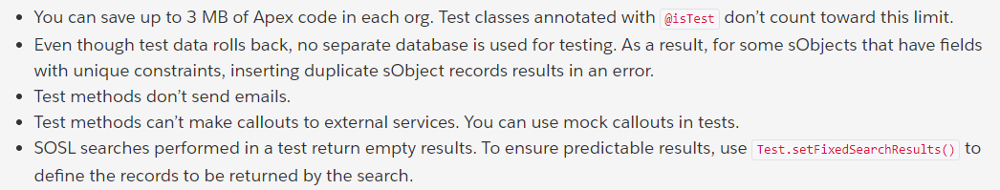 • You can save up to 3 MB of Apex code in each org. Test classes annotated with @isTest don’t count toward this limit.
• Even though test data rolls back, no separate database is used for testing. As a result, for some sObjects that have fields
with unique constraints, inserting duplicate sObject records results in an error.
• Test methods don’t send emails.
• Test methods can’t make callouts to external services. You can use mock callouts in tests.
• SOSL searches performed in a test return empty results. To ensure predictable results, use Test.setFixedSearchResults() to
define the records to be returned by the search.